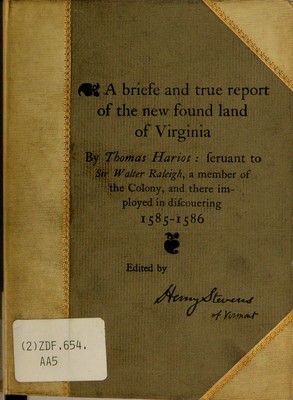 A briefe and true report
of the new found land
of Virginia
By Thomas Hariot: ſeruant to
Sir Walter Raleigh, a member of
the Colony, and there im-
ployed in diſcouering
1585-1586
Edited by
Henry Stevens
of Vermont
(2)ZDF.654.
AA5